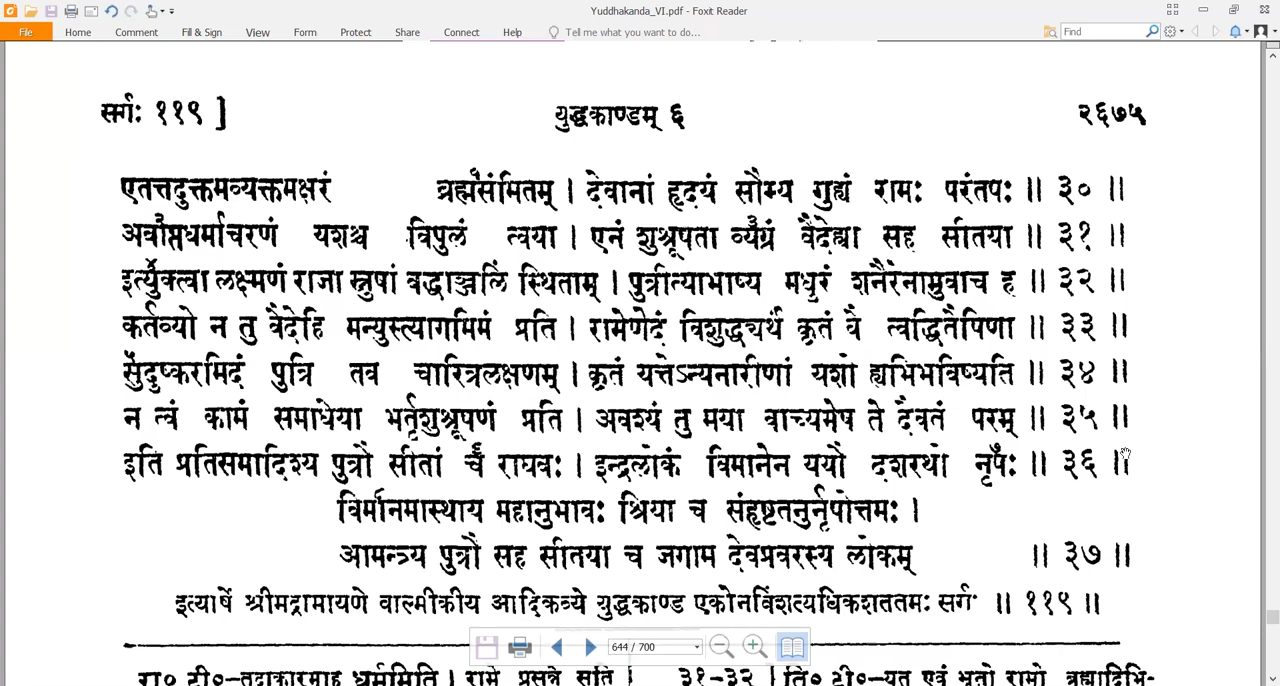 Yuddhakanda_VI.pdf - Foxit Reader
File Home Comment Fill & Sign View Form Protect Share Connect Help Tell me what you want to do... Find
सर्गः ११९ ] युद्धकाण्डम् ६ २६७५
एतत्तदुक्तमव्यक्तमक्षरं ब्रह्मसंमितम् । देवानां हृदयं सौम्य गुह्यं रामः परंतपः ॥ ३० ॥
अवाप्तधर्माचरणं यशश्च विपुलं त्वया । एनं शुश्रूषता व्यग्रं वैदेह्या सह सीतया ॥ ३१ ॥
इत्युक्त्वा लक्ष्मणं राजा स्नुषां बद्धाञ्जलिं स्थिताम् । पुत्रीत्याभाष्य मधुरं शनैरेनामुवाच ह ॥ ३२ ॥
कर्तव्यो न तु वैदेहि मन्युस्त्यागमिमं प्रति । रामेणेदं विशुद्ध्यर्थं कृतं वै त्वद्धितैषिणा ॥ ३३ ॥
सुदुष्करमिदं पुत्रि तव चारित्रलक्षणम् । कृतं यत्तेऽन्यनारीणां यशो ह्यभिभविष्यति ॥ ३४ ॥
न त्वं कामं समाधेया भर्तृशुश्रूषणं प्रति । अवश्यं तु मया वाच्यमेष ते दैवतं परम् ॥ ३५ ॥
इति प्रतिसमादिश्य पुत्रौ सीतां च राघवः । इन्द्रलोकं विमानेन ययौ दशरथो नृपः ॥ ३६ ॥
विमानमास्थाय महानुभावः श्रिया च संहृष्टतनुर्नृपोत्तमः ।
आमन्त्र्य पुत्रौ सह सीतया च जगाम देवप्रवरस्य लोकम् ॥ ३७ ॥
इत्यार्षे श्रीमद्रामायणे वाल्मीकीय आदिकव्ये युद्धकाण्ड एकोनविंशत्यधिकशततमः सर्गः ॥ ११९ ॥
644 / 700